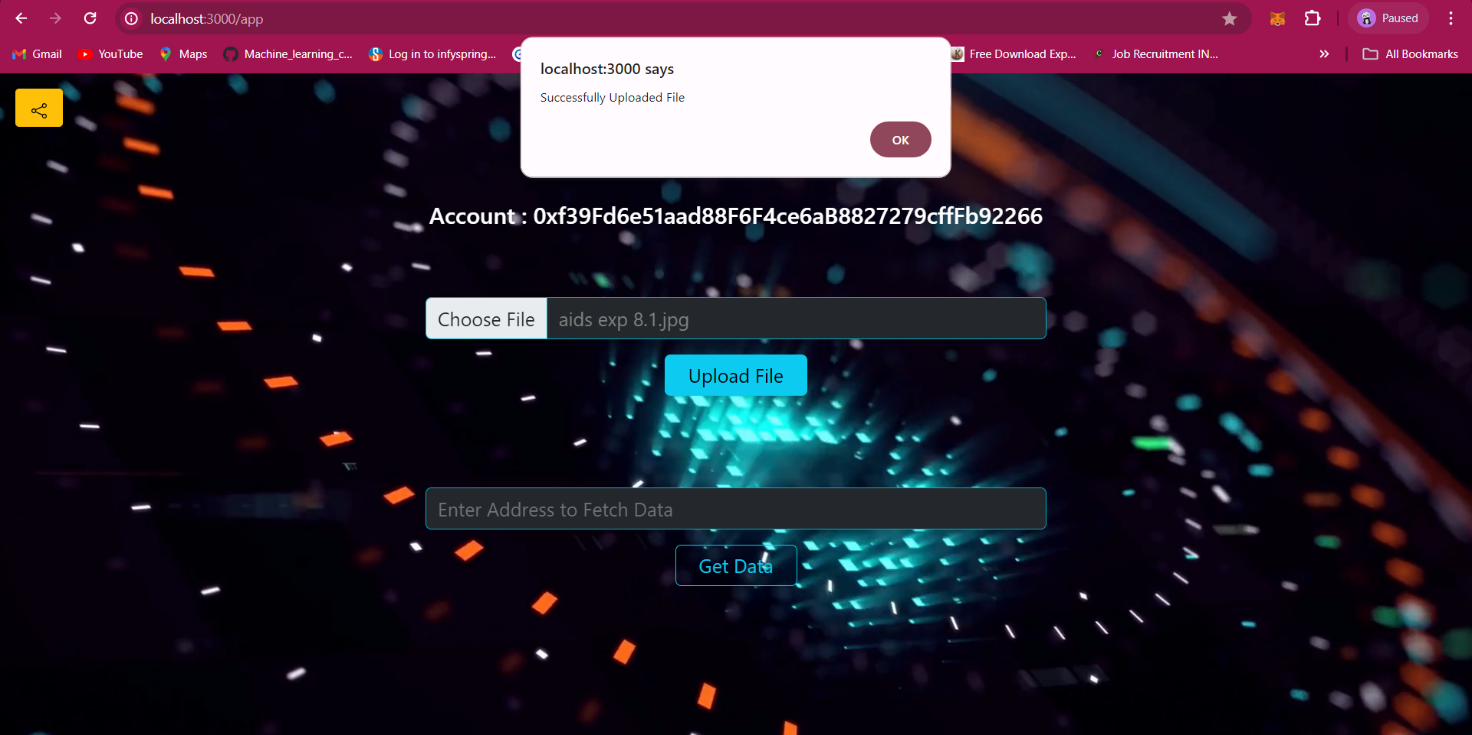 localhost:3000/app
Paused
Gmail
YouTube
Maps
Machine_learning_c...
Log in to infyspring...
Free Download Exp...
Job Recruitment IN...
»
All Bookmarks
localhost:3000 says
Successfully Uploaded File
OK
Account : 0xf39Fd6e51aad88F6F4ce6aB8827279cffFb92266
Choose File aids exp 8.1.jpg
Upload File
Enter Address to Fetch Data
Get Data